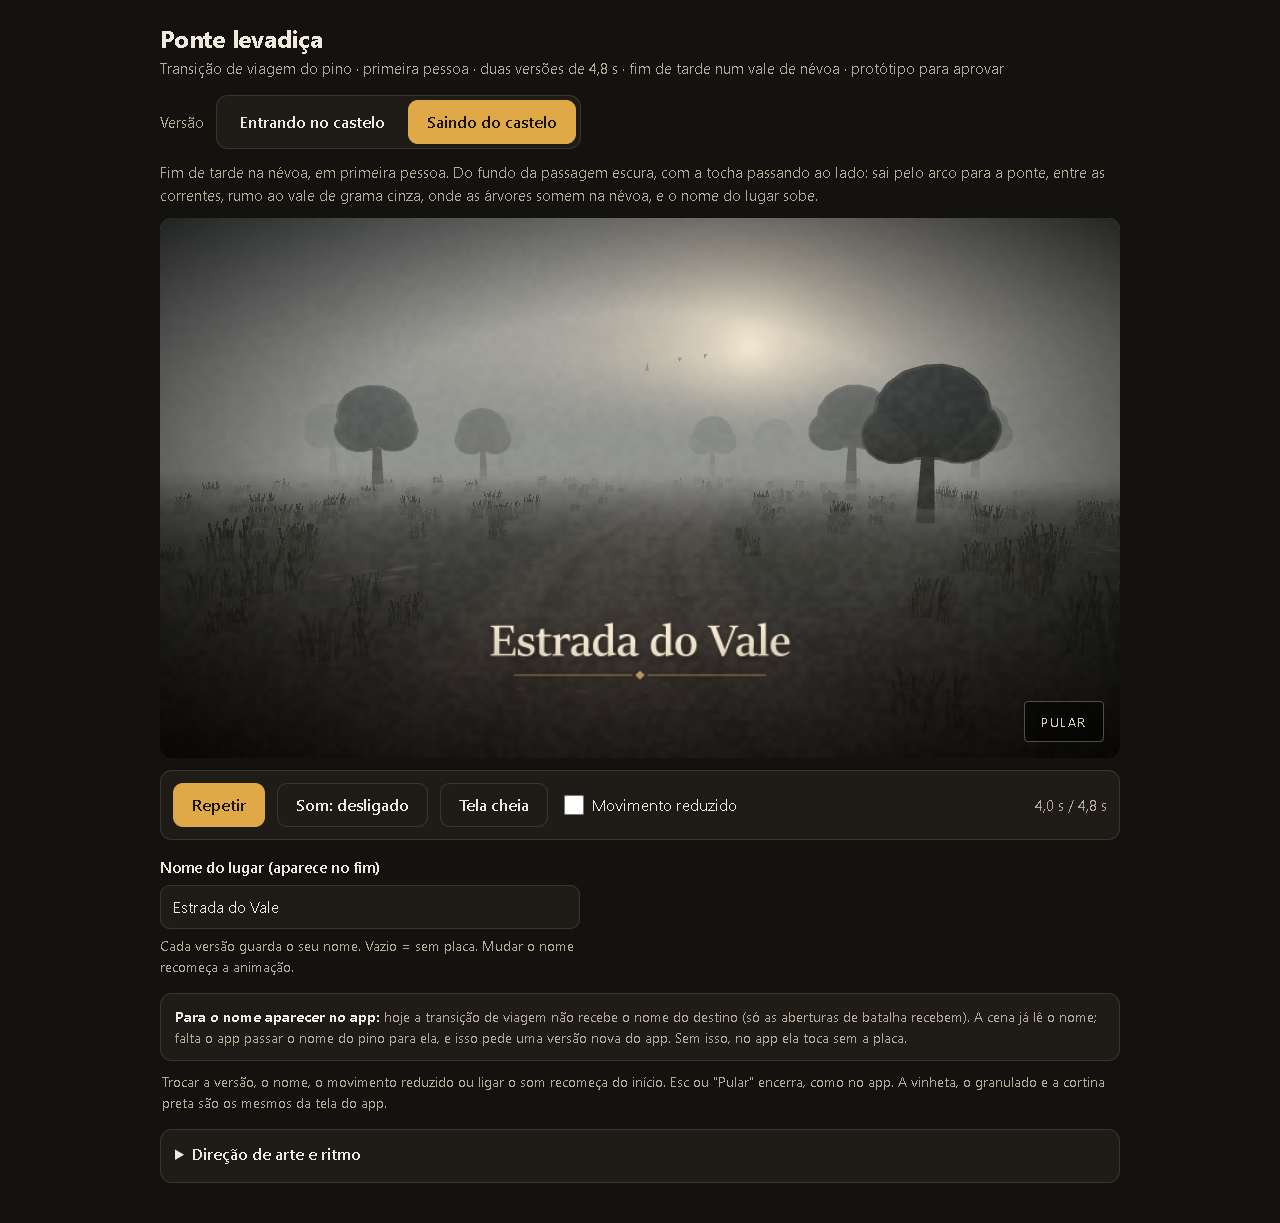 Ponte levadiça
Transição de viagem do pino · primeira pessoa · duas versões de 4,8 s · fim de tarde num vale de névoa · protótipo para aprovar
Versão
Entrando no castelo
Saindo do castelo
Fim de tarde na névoa, em primeira pessoa. Do fundo da passagem escura, com a tocha passando ao lado: sai pelo arco para a ponte, entre as
correntes, rumo ao vale de grama cinza, onde as árvores somem na névoa, e o nome do lugar sobe.
Estrada do Vale
PULAR
Repetir
Som: desligado
Tela cheia
Movimento reduzido
4,0 s / 4,8 s
Nome do lugar (aparece no fim)
Estrada do Vale
Cada versão guarda o seu nome. Vazio = sem placa. Mudar o nome
recomeça a animação.
Para o nome aparecer no app: hoje a transição de viagem não recebe o nome do destino (só as aberturas de batalha recebem). A cena já lê o nome;
falta o app passar o nome do pino para ela, e isso pede uma versão nova do app. Sem isso, no app ela toca sem a placa.
Trocar a versão, o nome, o movimento reduzido ou ligar o som recomeça do início. Esc ou "Pular" encerra, como no app. A vinheta, o granulado e a cortina
preta são os mesmos da tela do app.
Direção de arte e ritmo